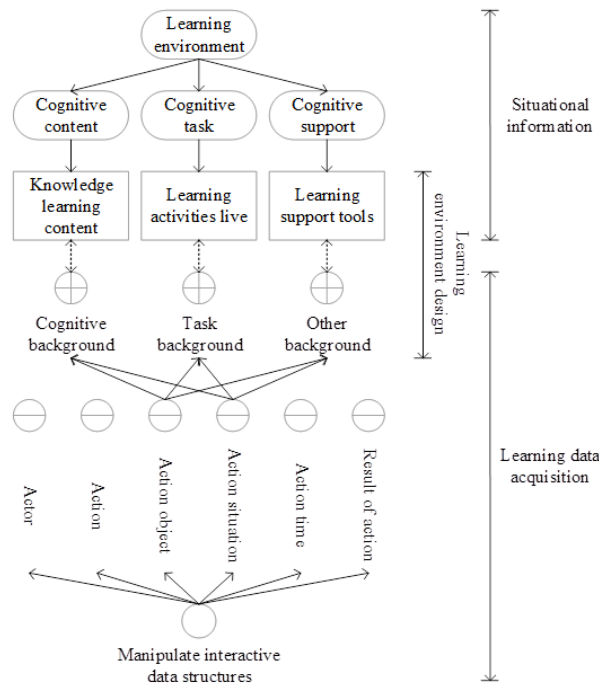 Learning
environment
Cognitive
content
Cognitive
task
Cognitive
support
Situational
information
Knowledge
learning
content
Learning
activities live
Learning
support tools
Learning
environment design
Cognitive
background
Task
background
Other
background
Actor
Action
Action object
Action situation
Action time
Result of action
Learning data
acquisition
Manipulate interactive
data structures